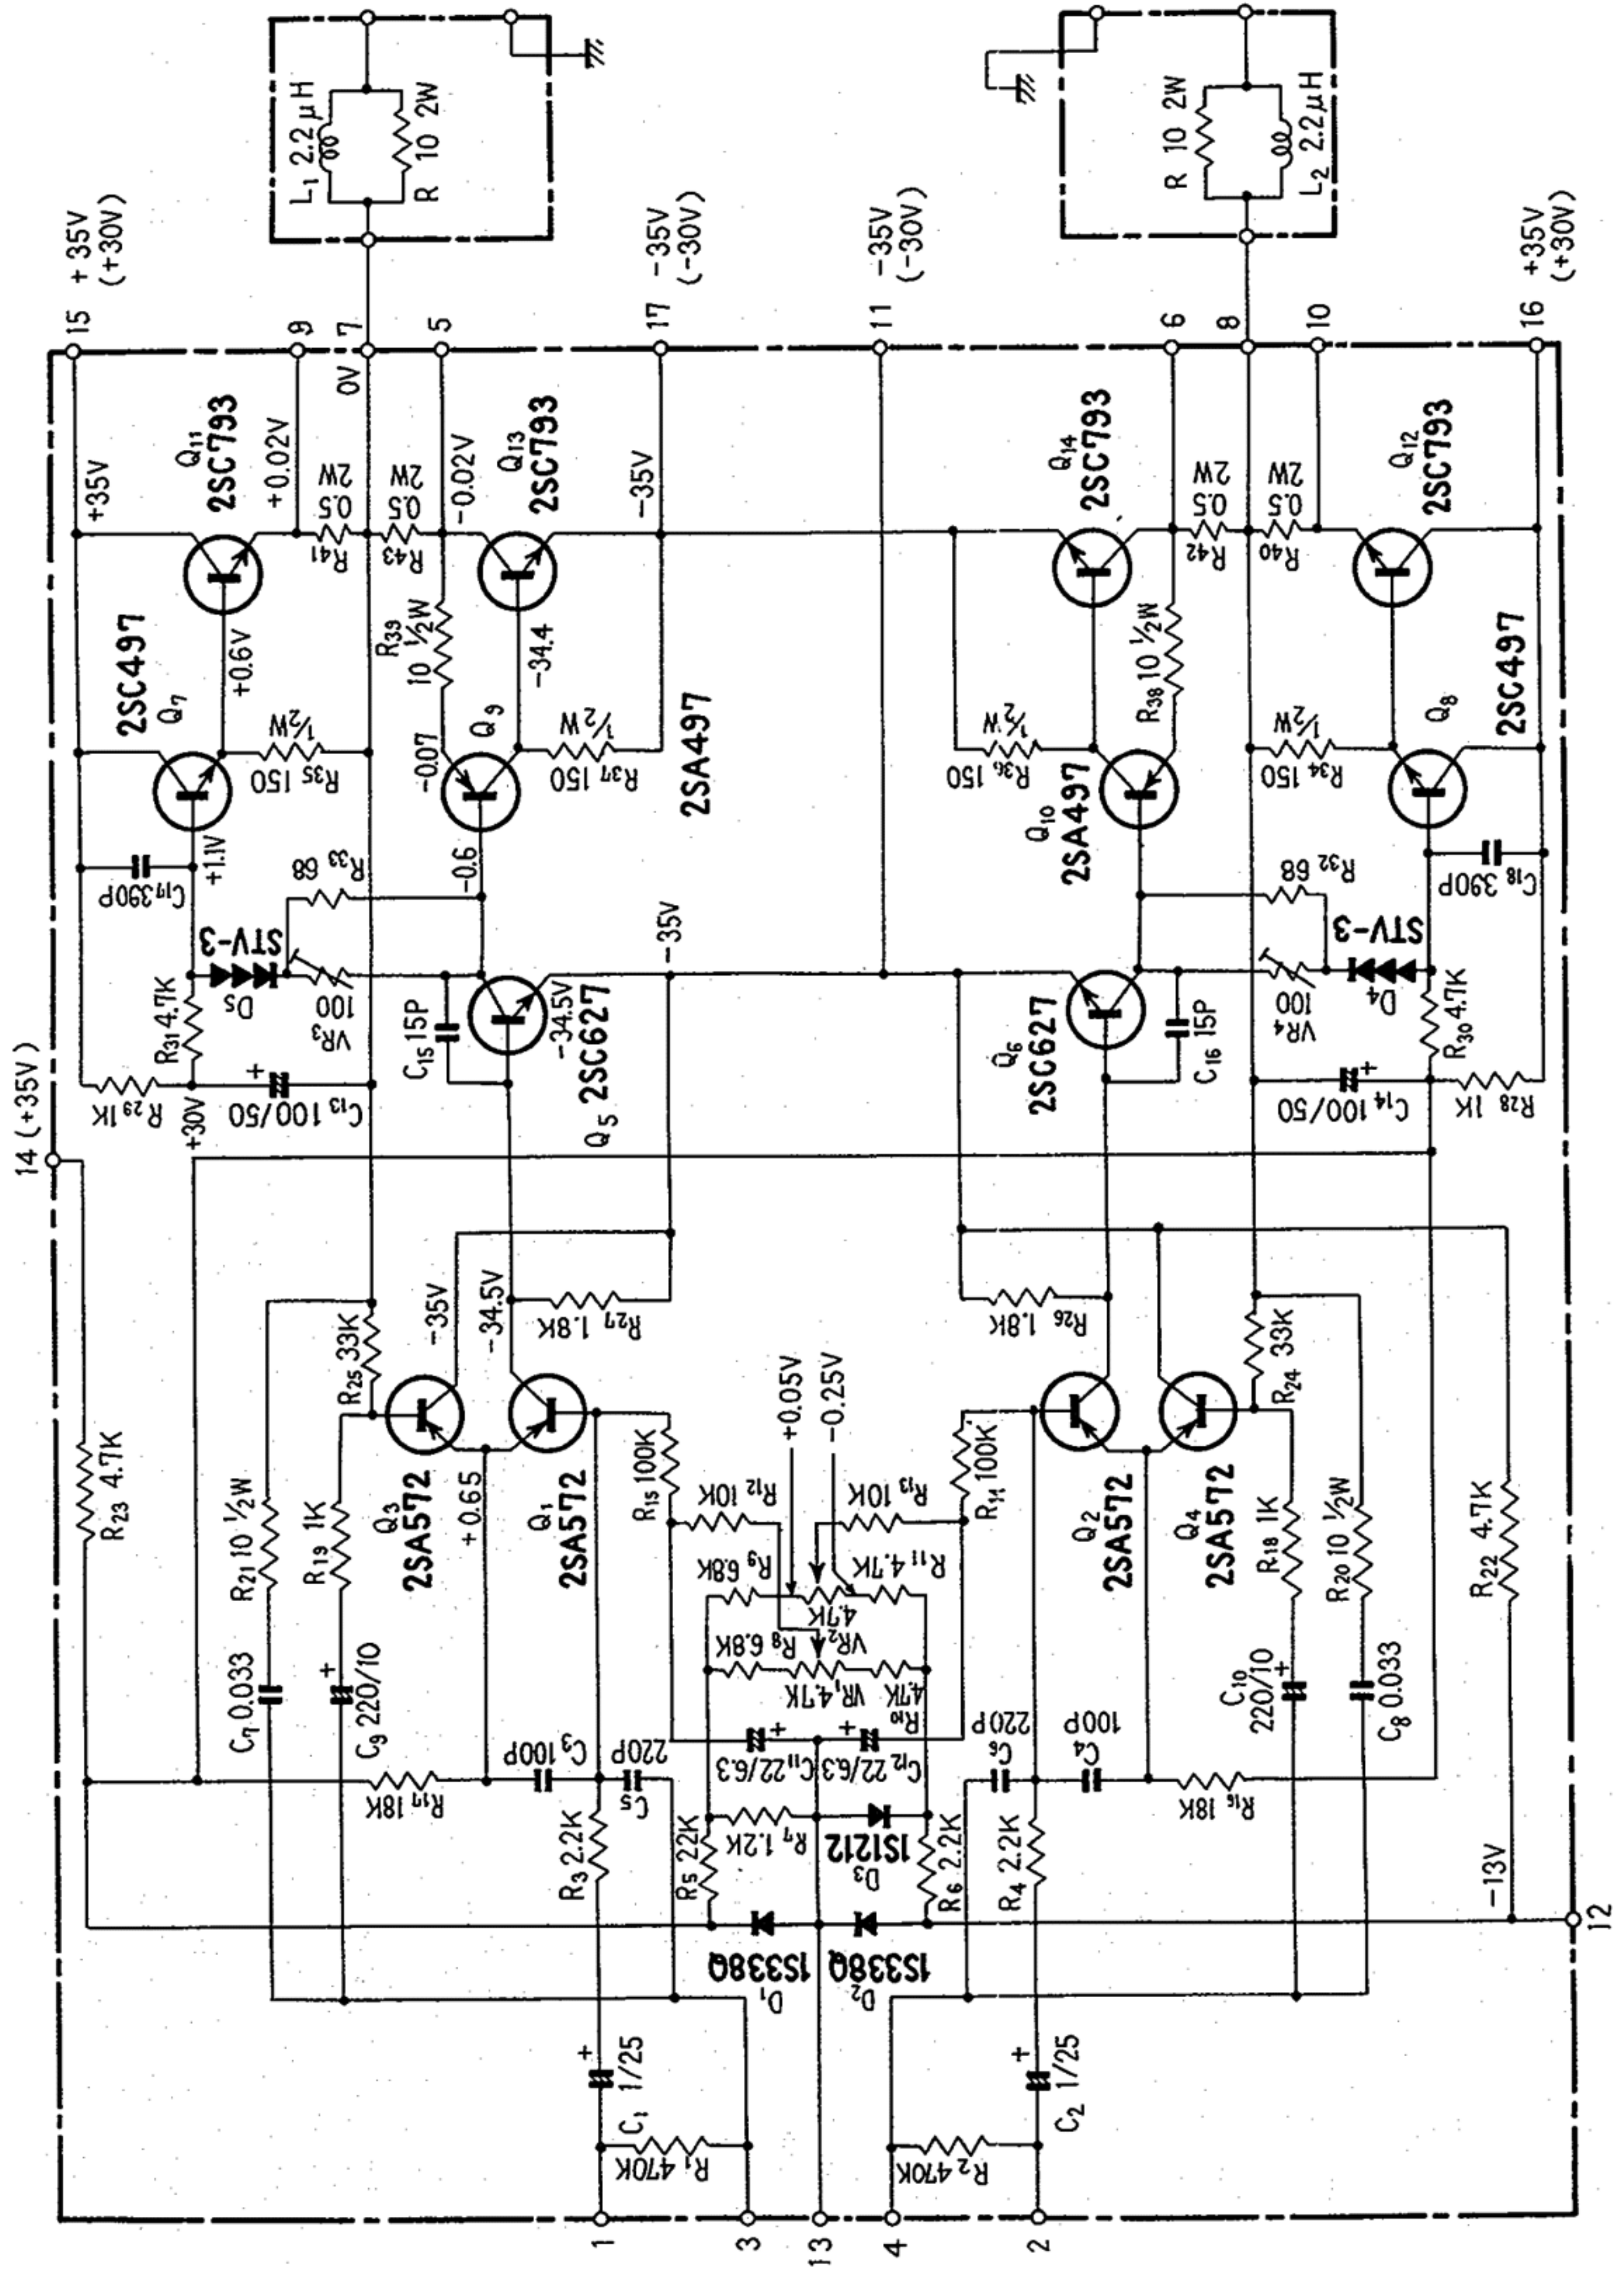 L₁ 2.2μH
R 10 2W
R 10 2W
L₂ 2.2μH
15 +35V
(+30V)
9
7
5
17 -35V
(-30V)
11 -35V
(-30V)
6
8
10
16 +35V
(+30V)
+35V
Q₁₁
2SC793
+0.02V
0V
R₄₁ 0.5 2W
R₄₃ 0.5 2W
-0.02V
Q₁₃
2SC793
-35V
Q₁₄
2SC793
R₄₂ 0.5 2W
R₄₀ 0.5 2W
Q₁₂
2SC793
2SC497
Q₇
+0.6V
R₃₅ 150 ½W
R₃₉
10 ½W
-0.07
Q₉
-34.4
R₃₇ 150 ½W
2SA497
R₃₆ 150 ½W
Q₁₀
2SA497
R₃₈ 10 ½W
R₃₄ 150 ½W
Q₈
2SC497
C₁₇ 390P
+1.1V
R₃₃ 68
-0.6
STV-3
D₅
VR₃ 100
R₃₁ 4.7K
C₁₅ 15P
-34.5V
-35V
Q₅ 2SC627
Q₆
2SC627
C₁₆ 15P
R₃₂ 68
STV-3
D₄
VR₄ 100
C₁₈ 390P
R₃₀ 4.7K
14 (+35V)
R₂₉ 1K
+30V
C₁₃ 100/50
C₁₄ 100/50
R₂₈ 1K
R₂₃ 4.7K
R₂₁ 10 ½W
R₁₉ 1K
R₂₅ 33K
-35V
-34.5V
R₂₇ 1.8K
R₂₆ 1.8K
R₂₄ 33K
Q₃
2SA572
+0.65
Q₁
2SA572
R₁₅ 100K
R₁₂ 10K
+0.05V
-0.25V
R₁₃ 10K
R₁₄ 100K
Q₂
2SA572
Q₄
2SA572
R₁₈ 1K
R₂₀ 10 ½W
R₂₂ 4.7K
R₉ 6.8K
VR₂ 4.7K
R₁₁ 4.7K
R₈ 6.8K
VR₁ 4.7K
R₁₀ 4.7K
C₇ 0.033
C₉ 220/10
C₁₀
220/10
C₈ 0.033
R₁₇ 18K
C₃ 100P
C₅ 220P
C₁₁ 22/6.3
C₁₂ 22/6.3
C₆ 220P
C₄ 100P
R₁₆ 18K
R₃ 2.2K
R₅ 22K
R₇ 1.2K
1S1212
D₃
R₆ 2.2K
R₄ 2.2K
-13V
12
1S338Q
D₁
1S338Q
D₂
C₁ 1/25
C₂ 1/25
R₁ 470K
R₂ 470K
1
3
13
4
2